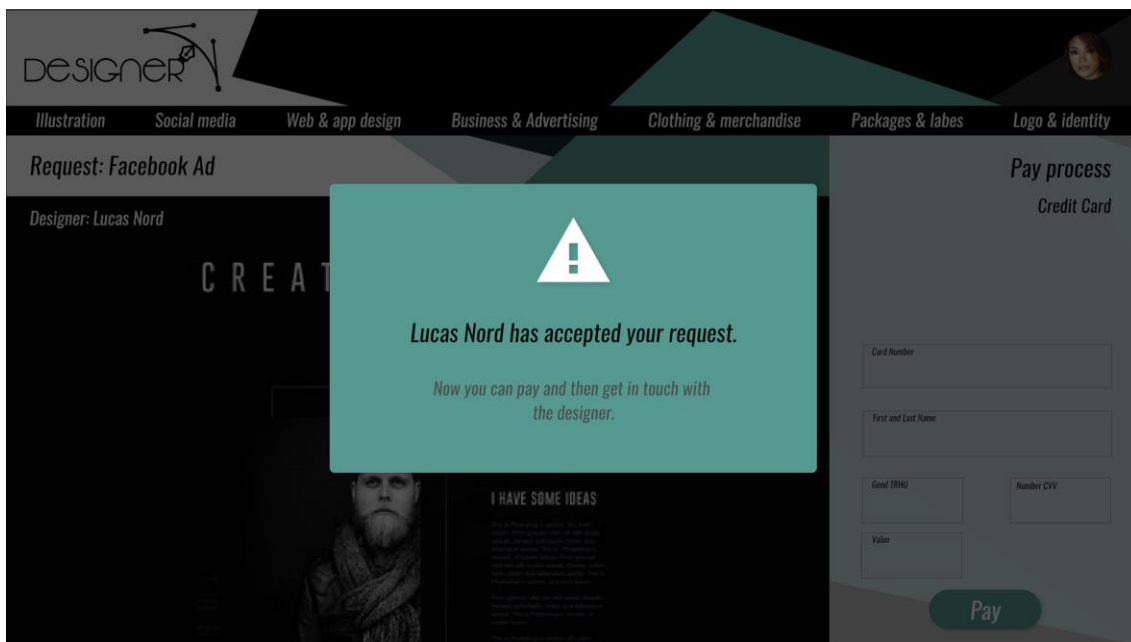 DESIGNER
Illustration Social media Web & app design Business & Advertising Clothing & merchandise Packages & labes Logo & identity
Request: Facebook Ad
Pay process
Credit Card
Designer: Lucas Nord
CREAT
Lucas Nord has accepted your request.
Now you can pay and then get in touch with
the designer.
Card Number
First and Last Name
Good TRHU
Number CVV
Value
Pay
I HAVE SOME IDEAS